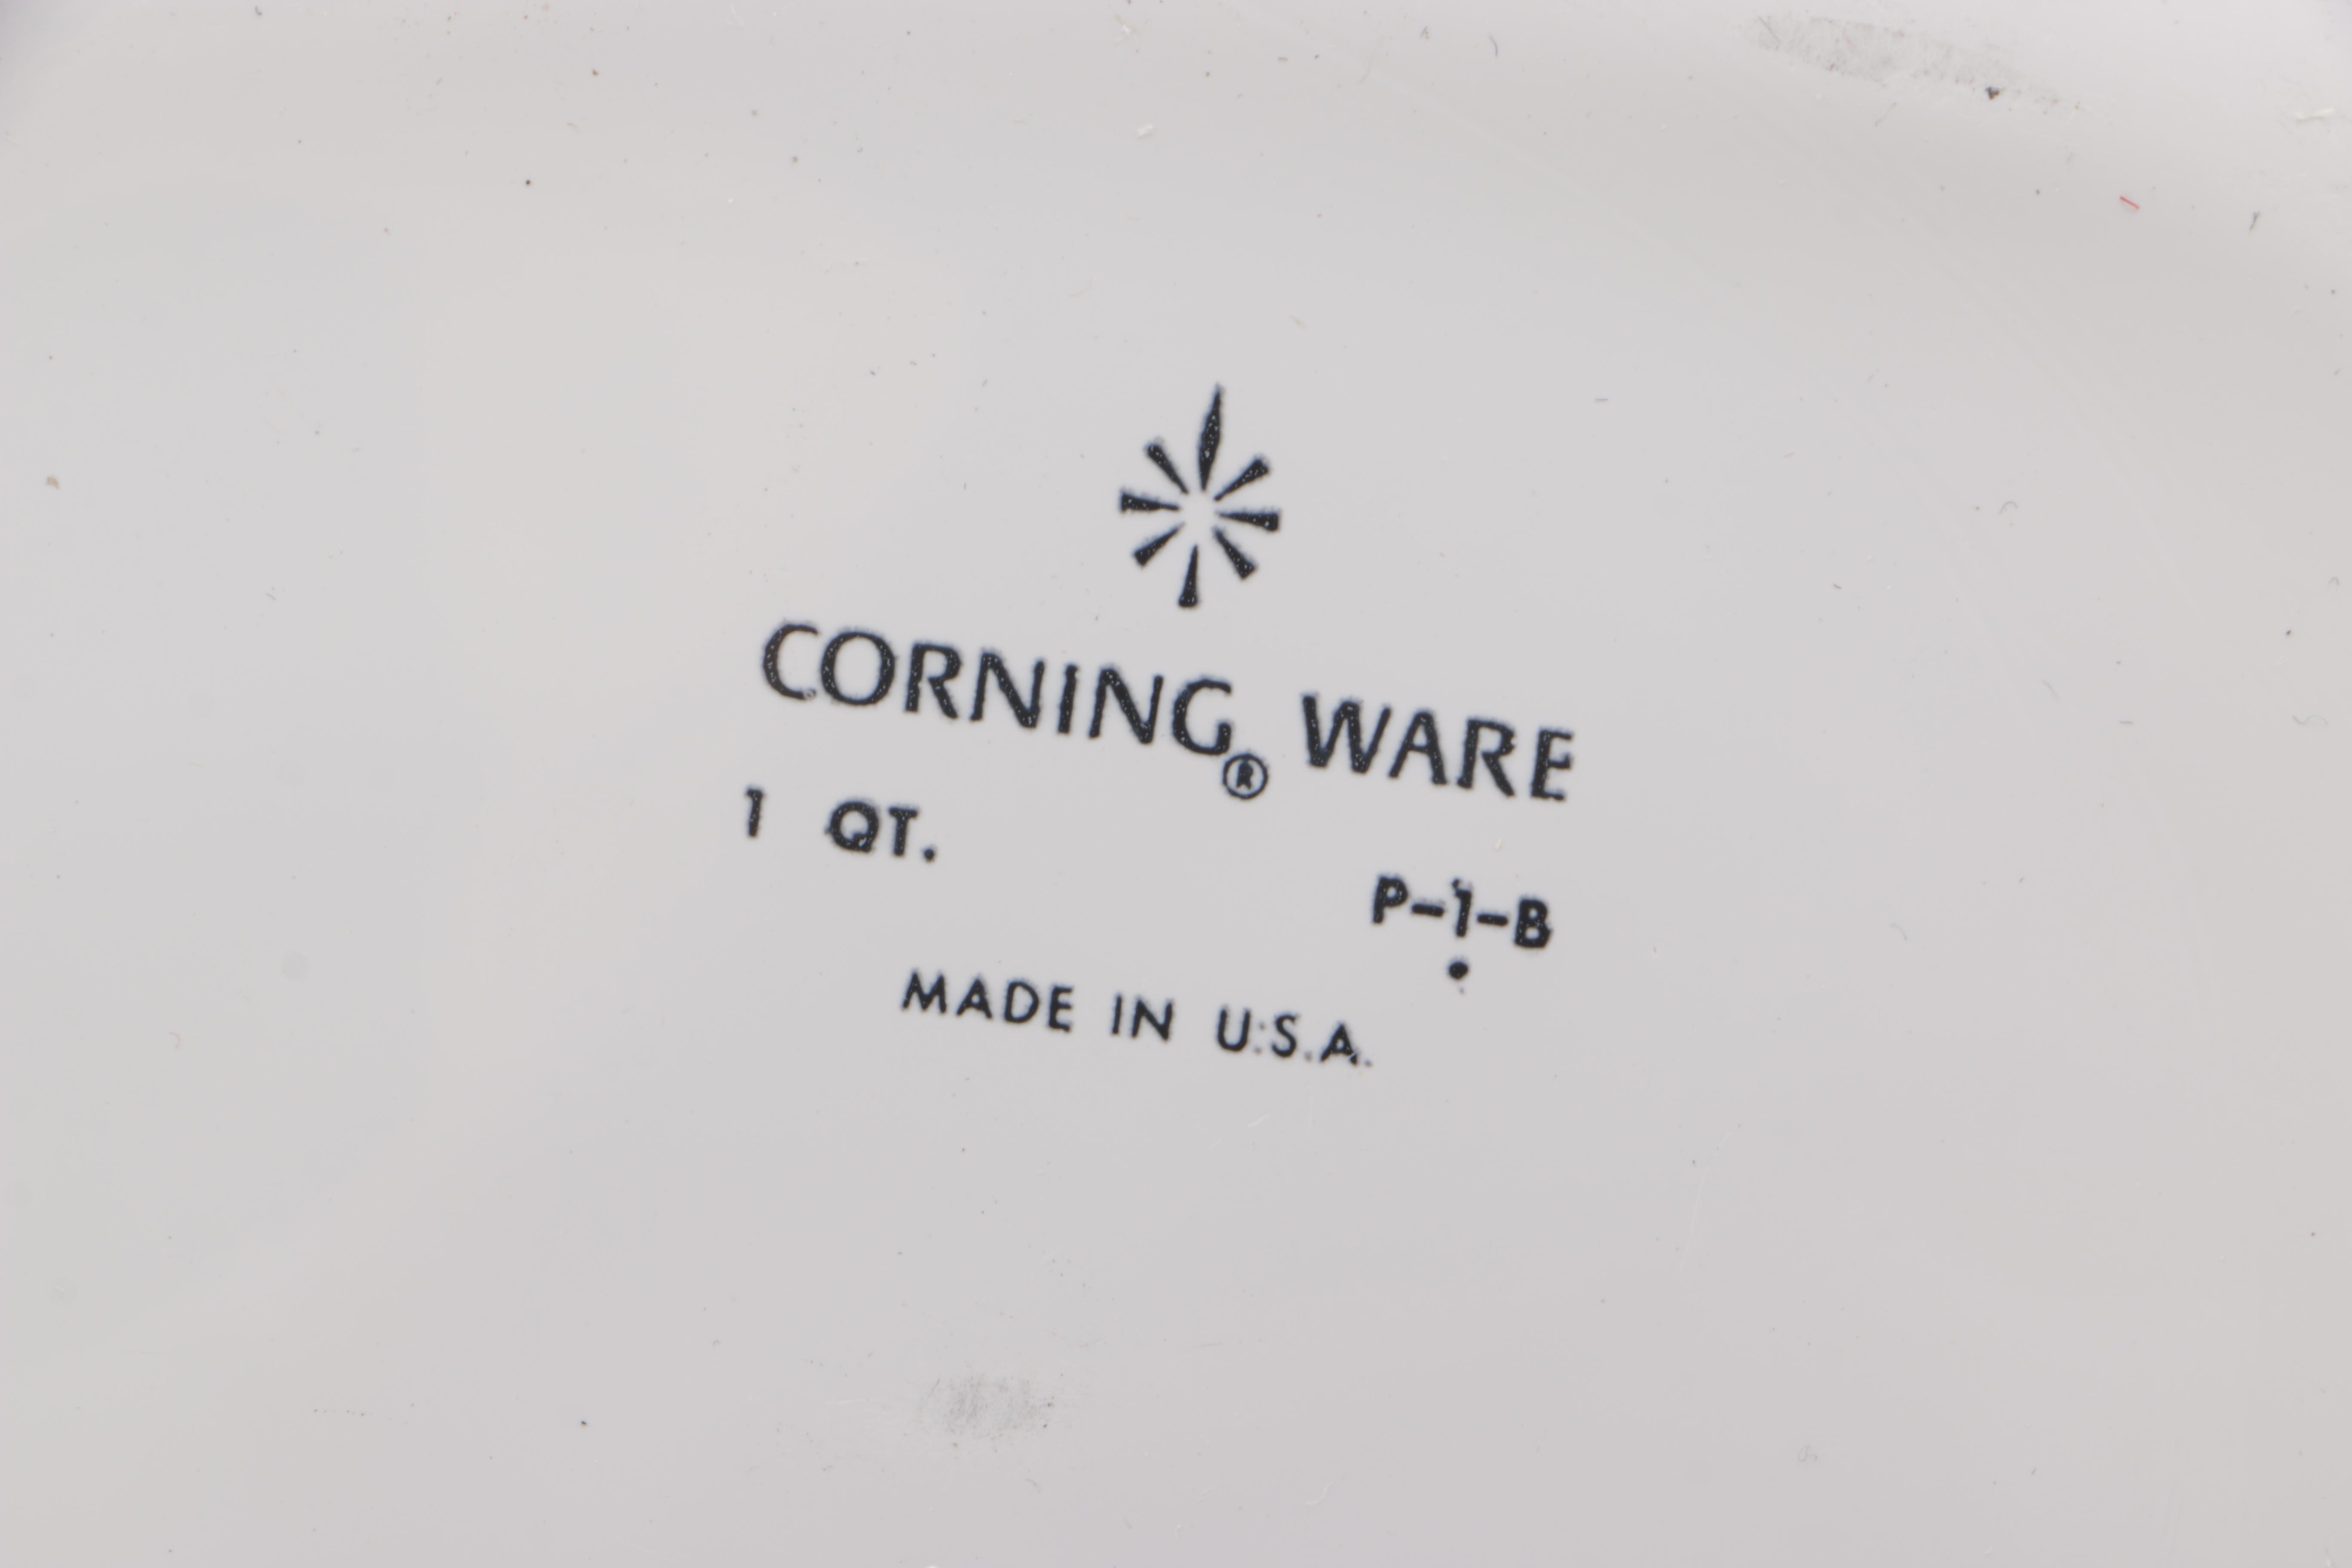 CORNING® WARE
1 QT.
P-1-B
MADE IN U.S.A.